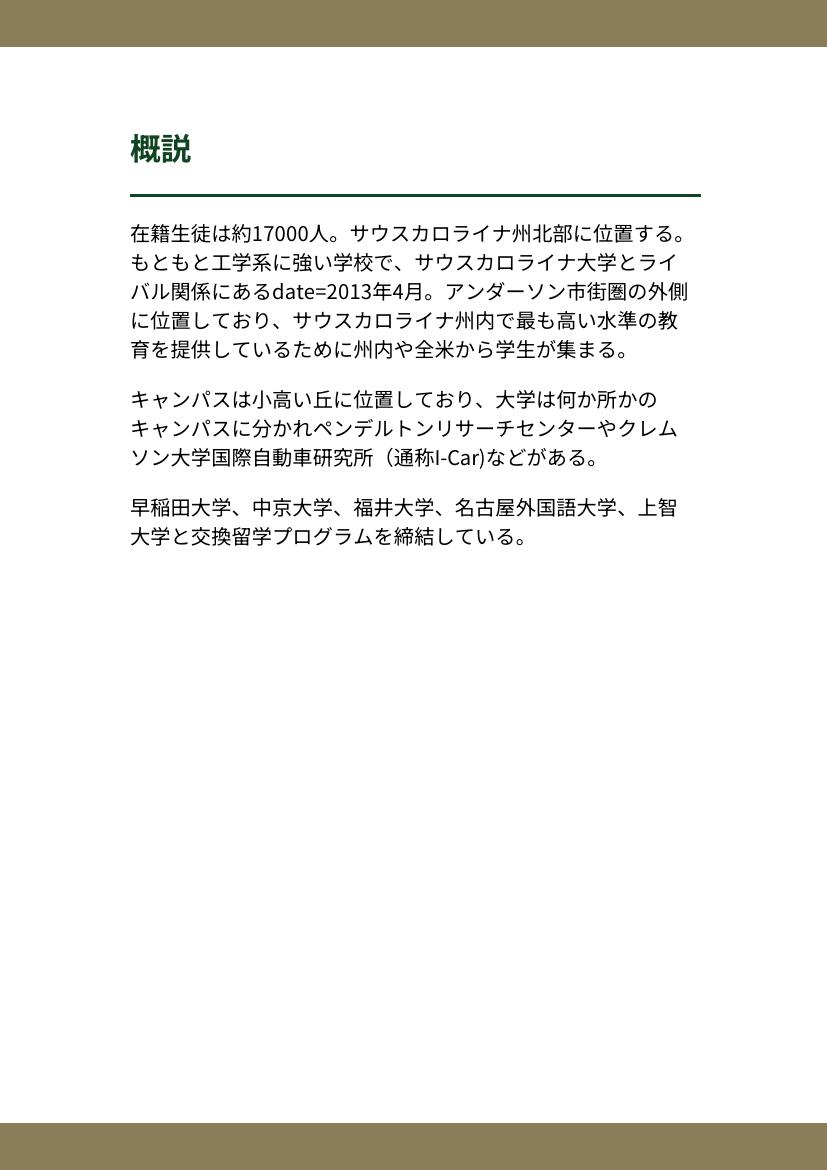 概説
在籍生徒は約17000人。サウスカロライナ州北部に位置する。
もともと工学系に強い学校で、サウスカロライナ大学とライ
バル関係にあるdate=2013年4月。アンダーソン市街圏の外側
に位置しており、サウスカロライナ州内で最も高い水準の教
育を提供しているために州内や全米から学生が集まる。
キャンパスは小高い丘に位置しており、大学は何か所かの
キャンパスに分かれペンデルトンリサーチセンターやクレム
ソン大学国際自動車研究所（通称I-Car)などがある。
早稲田大学、中京大学、福井大学、名古屋外国語大学、上智
大学と交換留学プログラムを締結している。